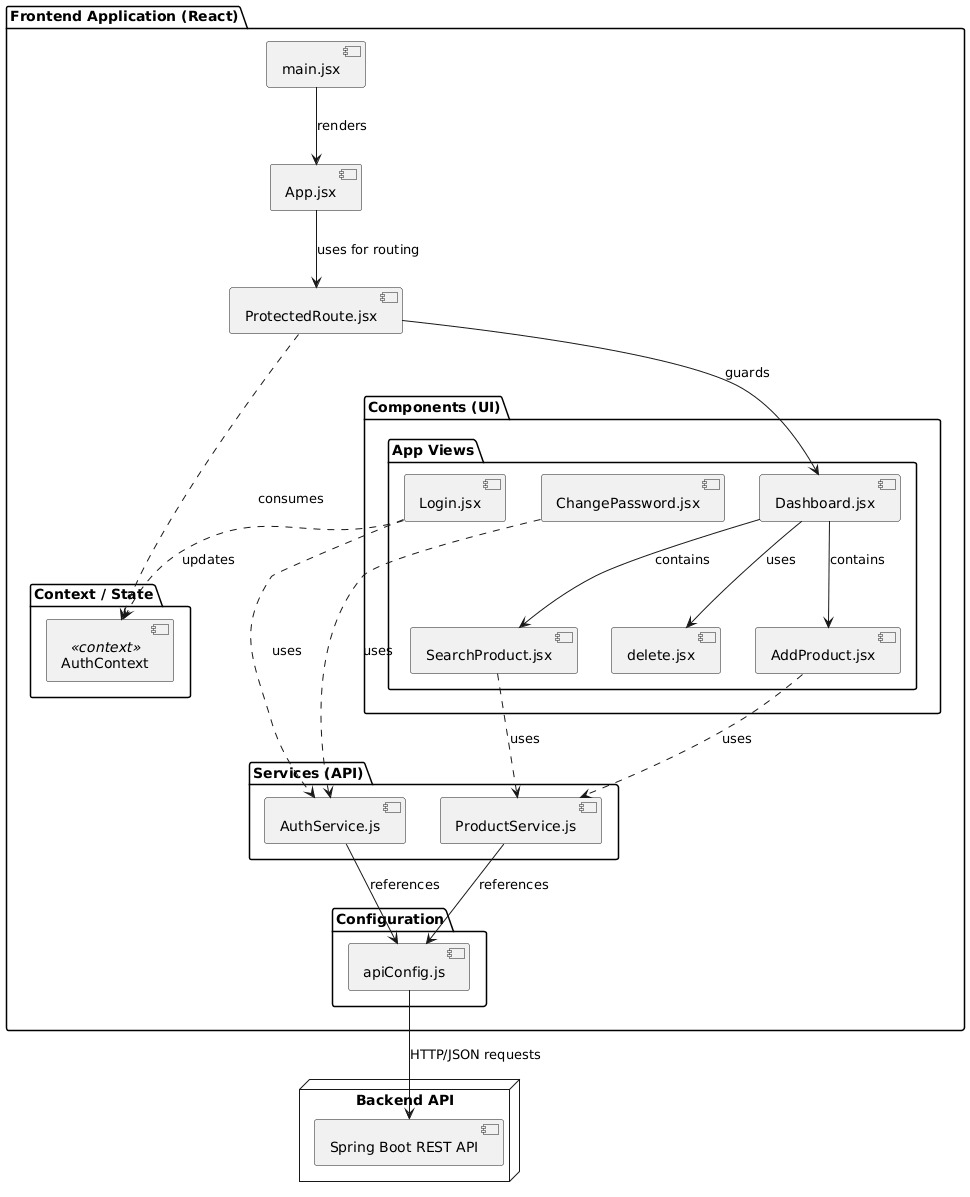 Frontend Application (React)
main.jsx
renders
App.jsx
uses for routing
ProtectedRoute.jsx
guards
Components (UI)
App Views
Login.jsx
ChangePassword.jsx
Dashboard.jsx
consumes
updates
contains
uses
contains
Context / State
«context»
AuthContext
uses
uses
SearchProduct.jsx
delete.jsx
AddProduct.jsx
uses
uses
Services (API)
AuthService.js
ProductService.js
references
references
Configuration
apiConfig.js
HTTP/JSON requests
Backend API
Spring Boot REST API